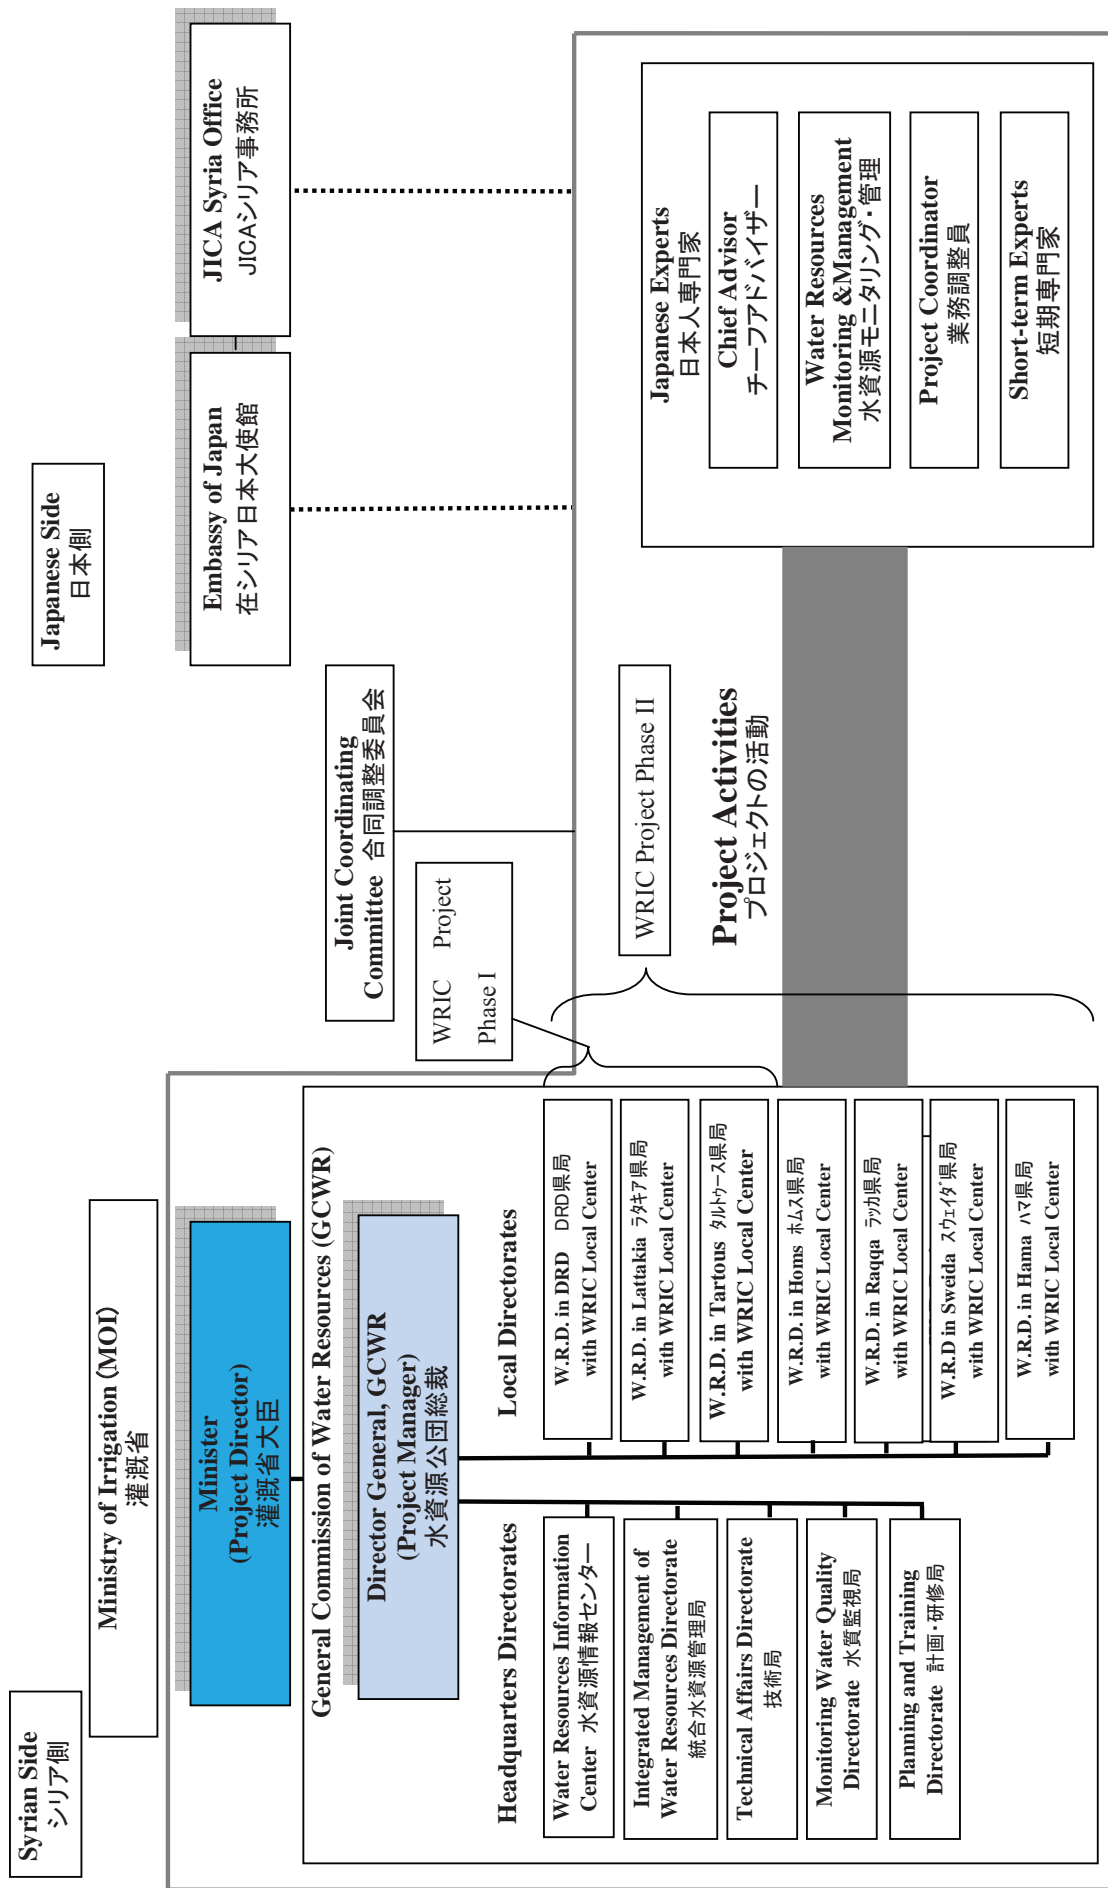 Syrian Side
シリア側
Japanese Side
日本側
Ministry of Irrigation (MOI)
灌漑省
Minister
(Project Director)
灌漑省大臣
Embassy of Japan
在シリア日本大使館
JICA Syria Office
JICAシリア事務所
General Commission of Water Resources (GCWR)
Director General, GCWR
(Project Manager)
水資源公団総裁
Joint Coordinating
Committee 合同調整委員会
WRIC Project
Phase I
WRIC Project Phase II
Headquarters Directorates
Water Resources Information
Center 水資源情報センター
Integrated Management of
Water Resources Directorate
統合水資源管理局
Technical Affairs Directorate
技術局
Monitoring Water Quality
Directorate 水質監視局
Planning and Training
Directorate 計画・研修局
Local Directorates
W.R.D. in DRD DRD県局
with WRIC Local Center
W.R.D. in Lattakia ラタキア県局
with WRIC Local Center
W.R.D. in Tartous タルトゥース県局
with WRIC Local Center
W.R.D. in Homs ホムス県局
with WRIC Local Center
W.R.D. in Raqqa ラッカ県局
with WRIC Local Center
W.R.D in Sweida スウェイダ県局
with WRIC Local Center
W.R.D. in Hama ハマ県局
with WRIC Local Center
Project Activities
プロジェクトの活動
Japanese Experts
日本人専門家
Chief Advisor
チーフアドバイザー
Water Resources
Monitoring &Management
水資源モニタリング・管理
Project Coordinator
業務調整員
Short-term Experts
短期専門家